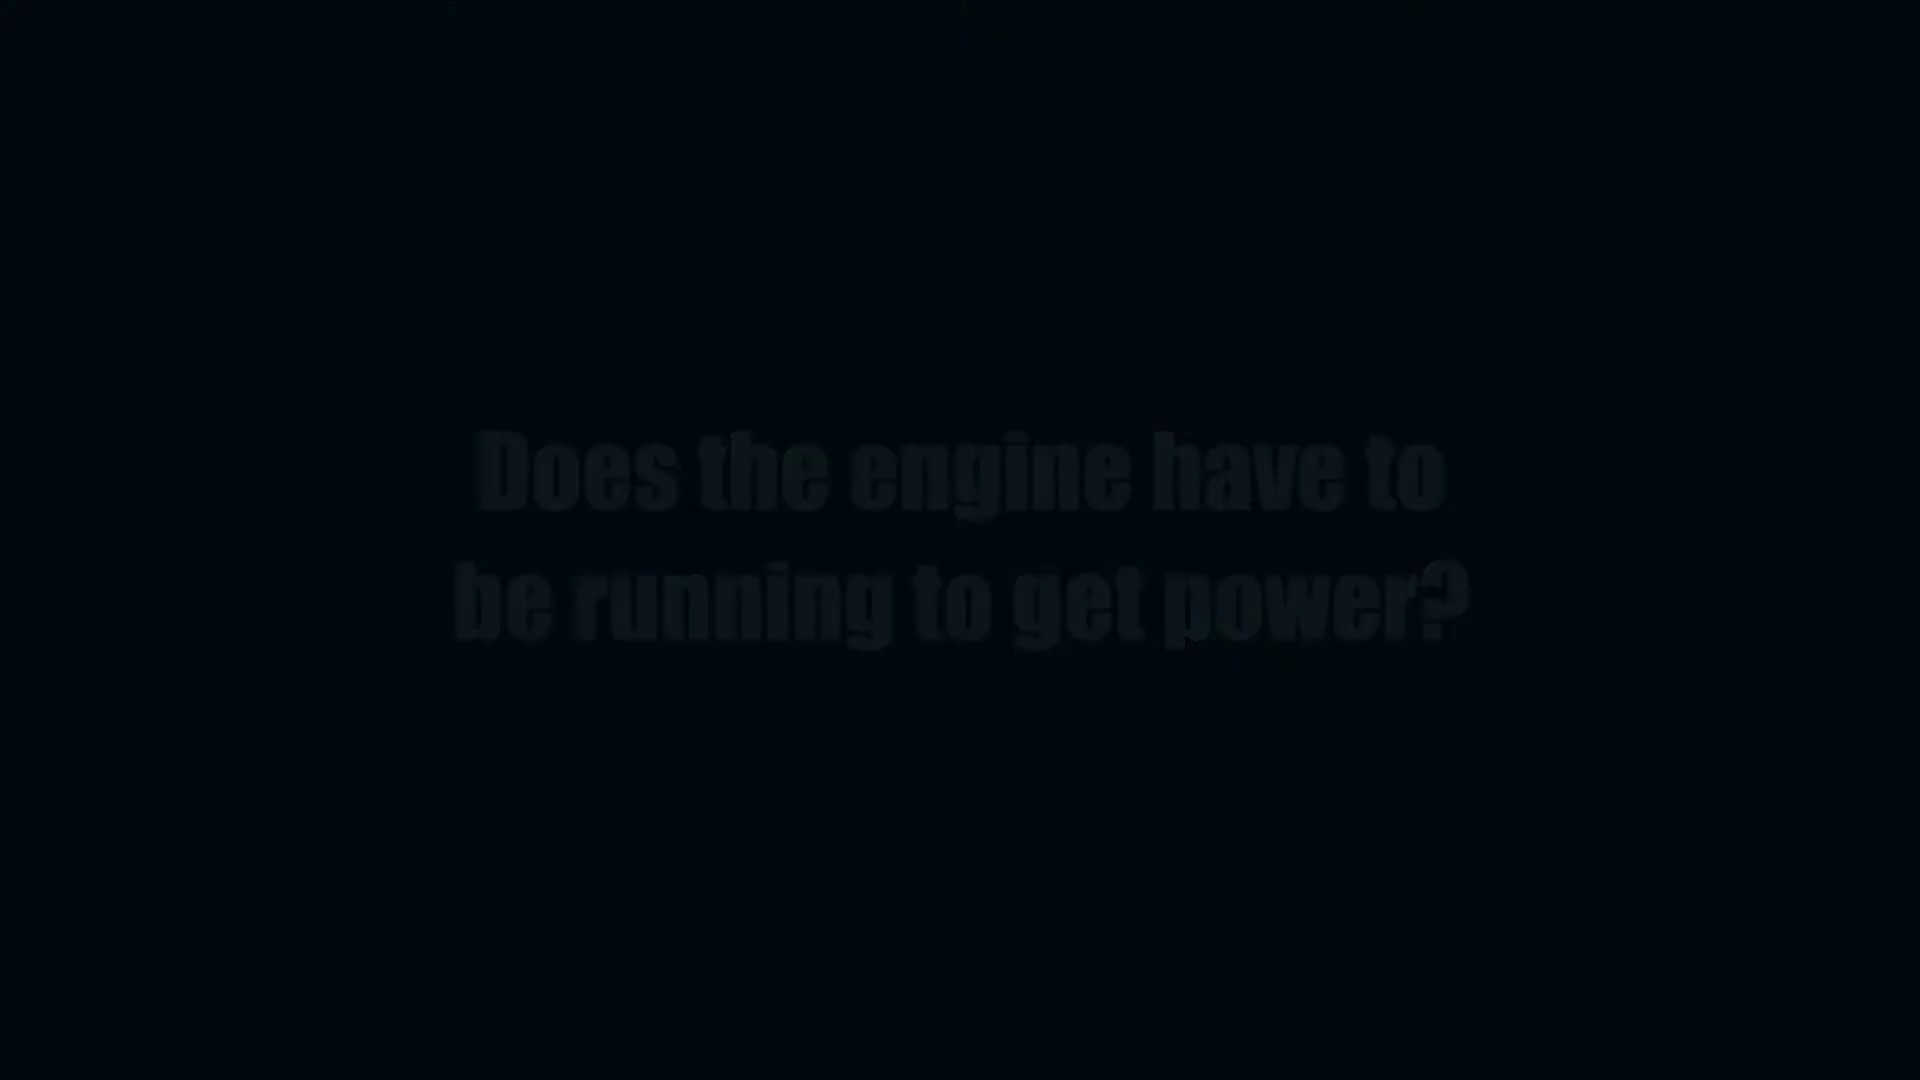 Does the engine have to
be running to get power?